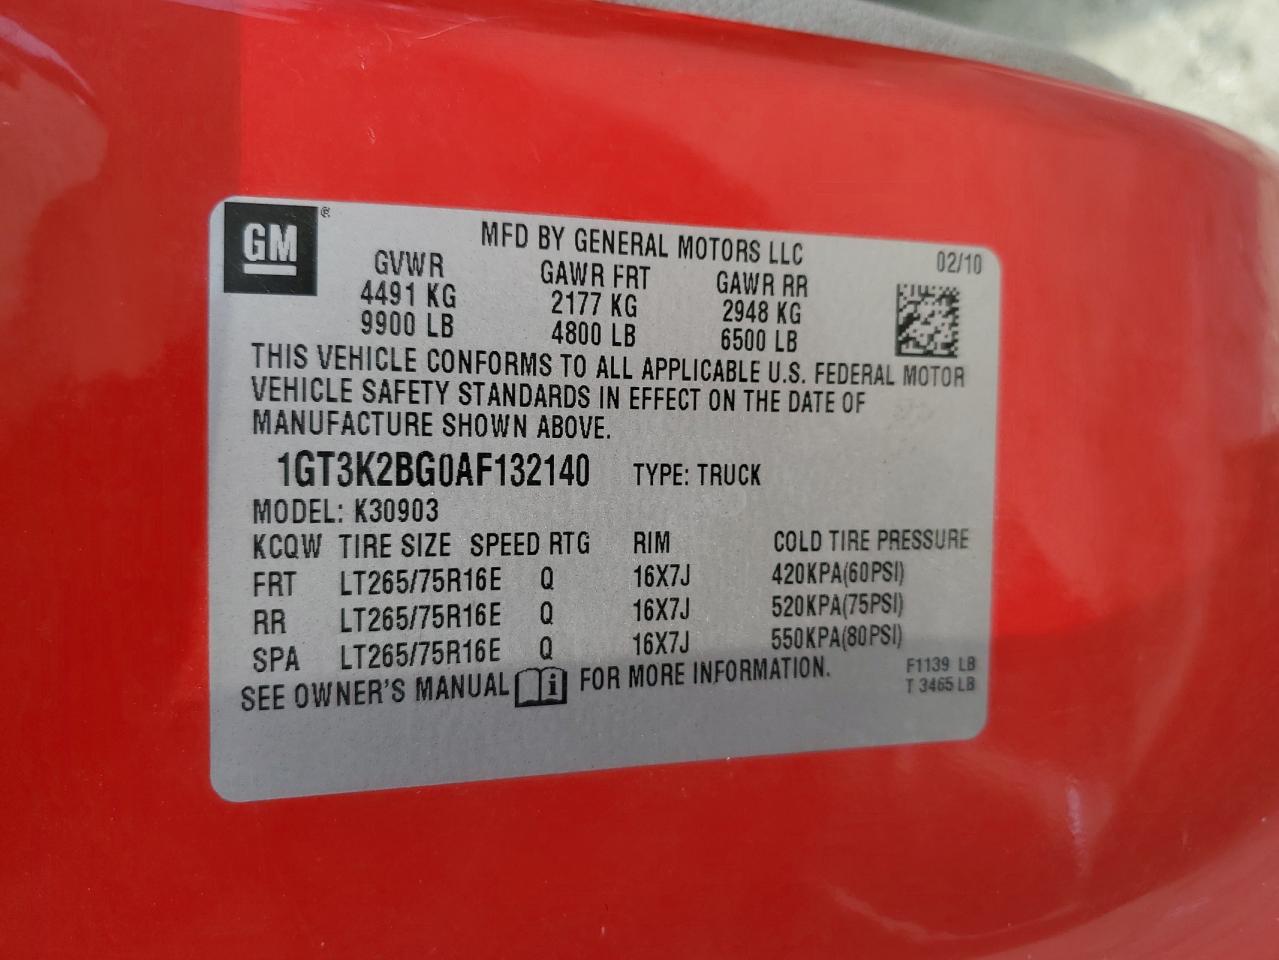 GM ®
MFD BY GENERAL MOTORS LLC 02/10
GVWR GAWR FRT GAWR RR
4491 KG 2177 KG 2948 KG
9900 LB 4800 LB 6500 LB
THIS VEHICLE CONFORMS TO ALL APPLICABLE U.S. FEDERAL MOTOR
VEHICLE SAFETY STANDARDS IN EFFECT ON THE DATE OF
MANUFACTURE SHOWN ABOVE.
1GT3K2BG0AF132140 TYPE: TRUCK
MODEL: K30903
KCQW TIRE SIZE SPEED RTG RIM COLD TIRE PRESSURE
FRT LT265/75R16E Q 16X7J 420KPA(60PSI)
RR LT265/75R16E Q 16X7J 520KPA(75PSI)
SPA LT265/75R16E Q 16X7J 550KPA(80PSI)
SEE OWNER'S MANUAL i FOR MORE INFORMATION.
F1139 LB
T 3465 LB